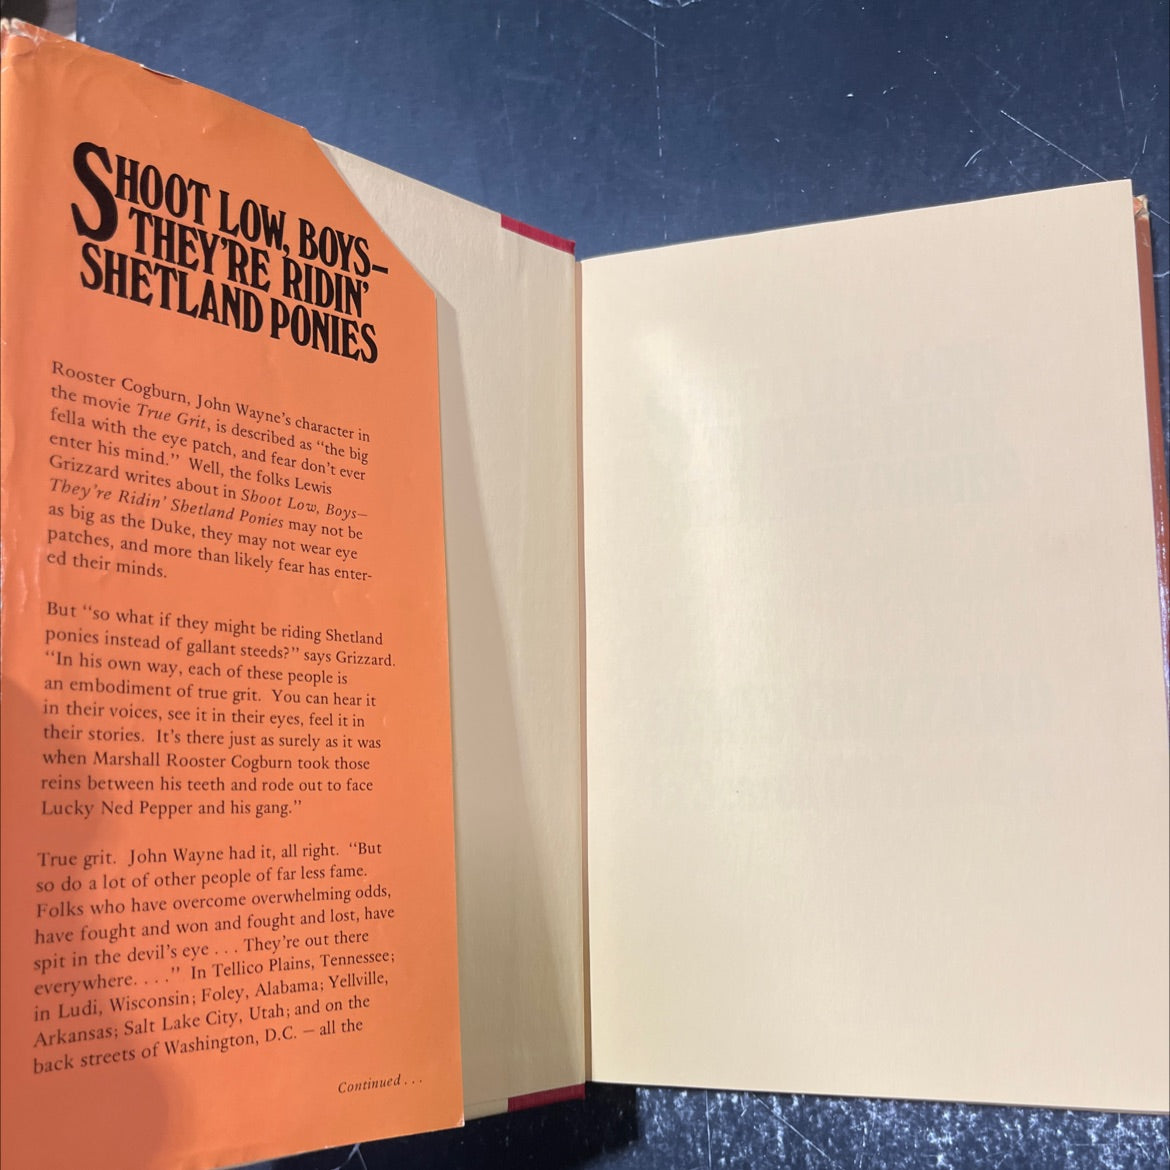 SHOOT LOW, BOYS–
THEY'RE RIDIN'
SHETLAND PONIES
Rooster Cogburn, John Wayne's character in
the movie True Grit, is described as "the big
fella with the eye patch, and fear don't ever
enter his mind." Well, the folks Lewis
Grizzard writes about in Shoot Low, Boys—
They're Ridin' Shetland Ponies may not be
as big as the Duke, they may not wear eye
patches, and more than likely fear has enter-
ed their minds.
But "so what if they might be riding Shetland
ponies instead of gallant steeds?" says Grizzard.
"In his own way, each of these people is
an embodiment of true grit. You can hear it
in their voices, see it in their eyes, feel it in
their stories. It's there just as surely as it was
when Marshall Rooster Cogburn took those
reins between his teeth and rode out to face
Lucky Ned Pepper and his gang."
True grit. John Wayne had it, all right. "But
so do a lot of other people of far less fame.
Folks who have overcome overwhelming odds,
have fought and won and fought and lost, have
spit in the devil's eye . . . They're out there
everywhere. . . ." In Tellico Plains, Tennessee;
in Ludi, Wisconsin; Foley, Alabama; Yellville,
Arkansas; Salt Lake City, Utah; and on the
back streets of Washington, D.C. — all the
Continued . . .